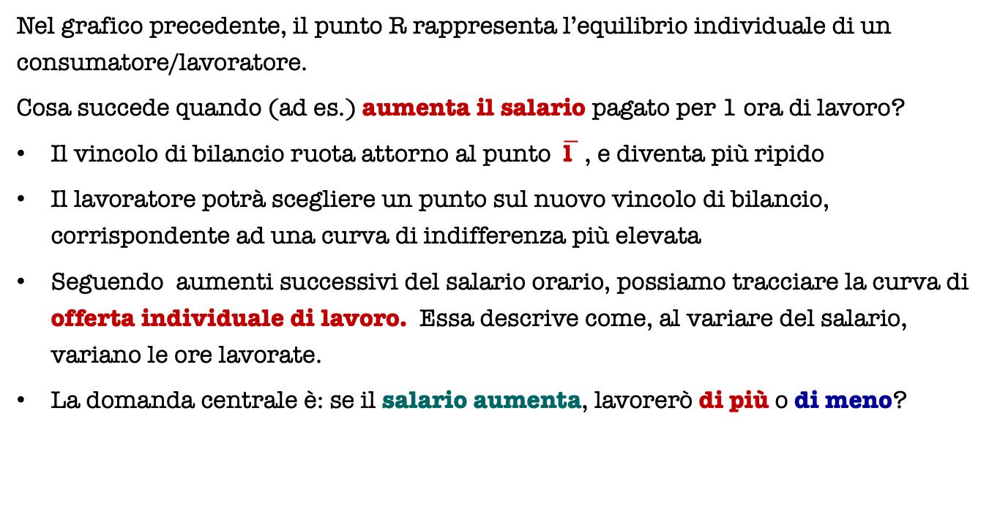 Nel grafico precedente, il punto R rappresenta l’equilibrio individuale di un
consumatore/lavoratore.
Cosa succede quando (ad es.) aumenta il salario pagato per 1 ora di lavoro?
• Il vincolo di bilancio ruota attorno al punto l̅ , e diventa più ripido
• Il lavoratore potrà scegliere un punto sul nuovo vincolo di bilancio,
corrispondente ad una curva di indifferenza più elevata
• Seguendo aumenti successivi del salario orario, possiamo tracciare la curva di
offerta individuale di lavoro. Essa descrive come, al variare del salario,
variano le ore lavorate.
• La domanda centrale è: se il salario aumenta, lavorerò di più o di meno?